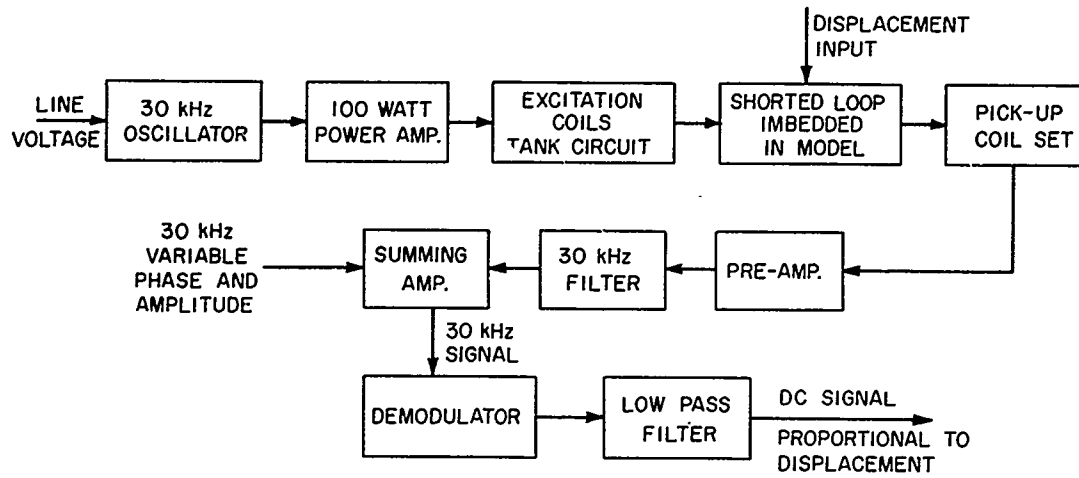 DISPLACEMENT
INPUT
LINE
VOLTAGE
30 kHz
OSCILLATOR
100 WATT
POWER AMP.
EXCITATION
COILS
TANK CIRCUIT
SHORTED LOOP
IMBEDDED
IN MODEL
PICK-UP
COIL SET
30 kHz
VARIABLE
PHASE AND
AMPLITUDE
SUMMING
AMP.
30 kHz
FILTER
PRE-AMP.
30 kHz
SIGNAL
DEMODULATOR
LOW PASS
FILTER
DC SIGNAL
PROPORTIONAL TO
DISPLACEMENT